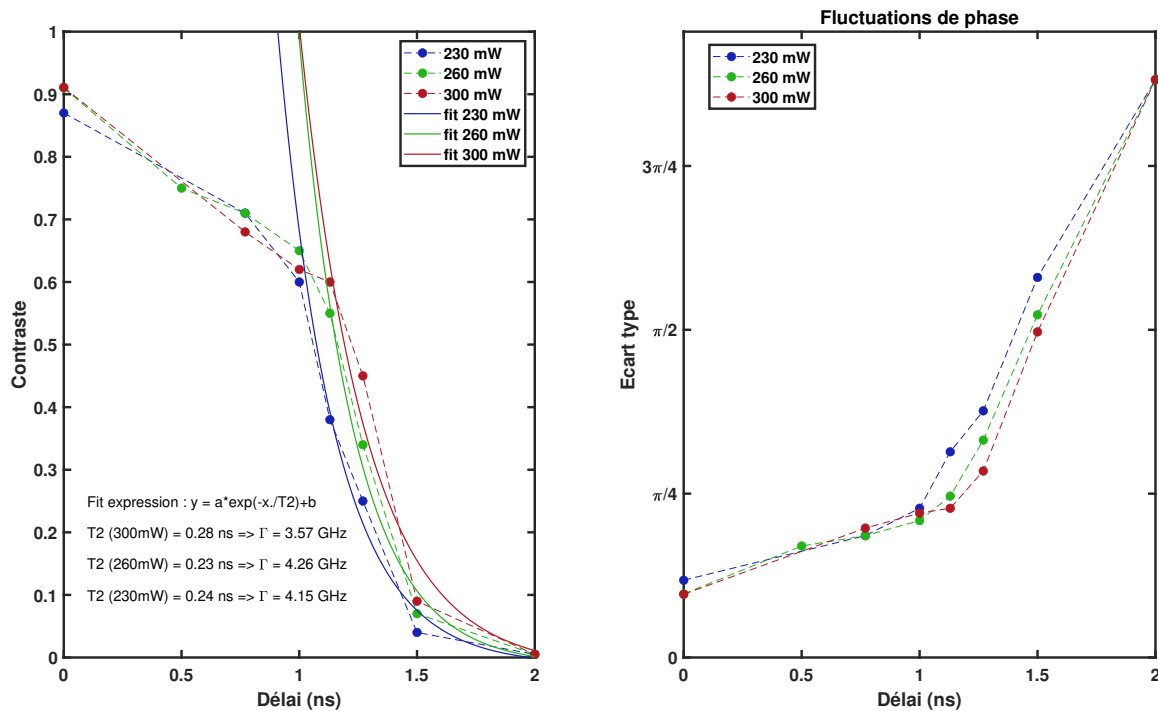 1
0.9
0.8
0.7
0.6
0.5
0.4
0.3
0.2
0.1
0
Contraste
0 0.5 1 1.5 2
Délai (ns)
230 mW
260 mW
300 mW
fit 230 mW
fit 260 mW
fit 300 mW
Fit expression : y = a*exp(-x./T2)+b
T2 (300mW) = 0.28 ns => Γ = 3.57 GHz
T2 (260mW) = 0.23 ns => Γ = 4.26 GHz
T2 (230mW) = 0.24 ns => Γ = 4.15 GHz
Fluctuations de phase
230 mW
260 mW
300 mW
3π/4
π/2
π/4
0
Ecart type
0 0.5 1 1.5 2
Délai (ns)